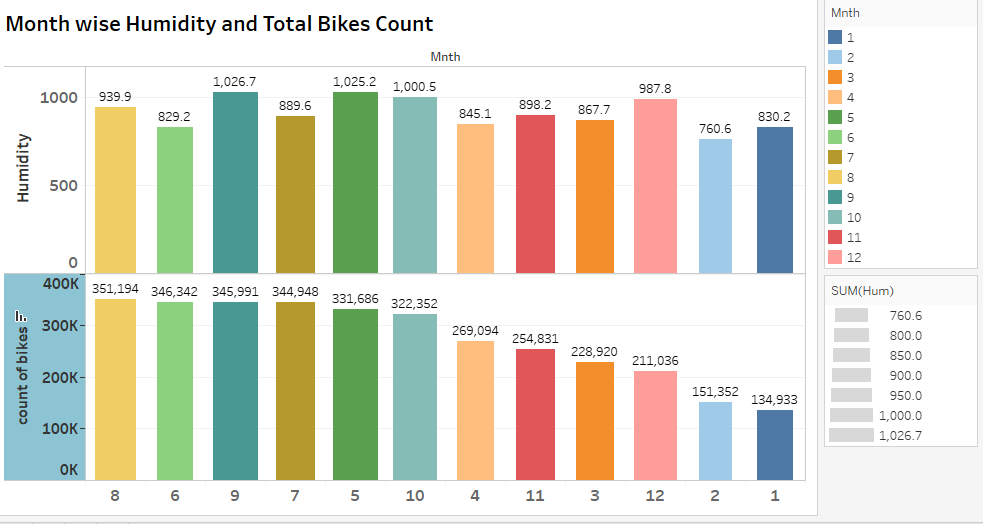 Month wise Humidity and Total Bikes Count
Mnth
Humidity
1000
500
0
939.9 829.2 1,026.7 889.6 1,025.2 1,000.5 845.1 898.2 867.7 987.8 760.6 830.2
count of bikes
400K
300K
200K
100K
0K
351,194 346,342 345,991 344,948 331,686 322,352 269,094 254,831 228,920 211,036 151,352 134,933
8 6 9 7 5 10 4 11 3 12 2 1
Mnth
1
2
3
4
5
6
7
8
9
10
11
12
SUM(Hum)
760.6
800.0
850.0
900.0
950.0
1,000.0
1,026.7